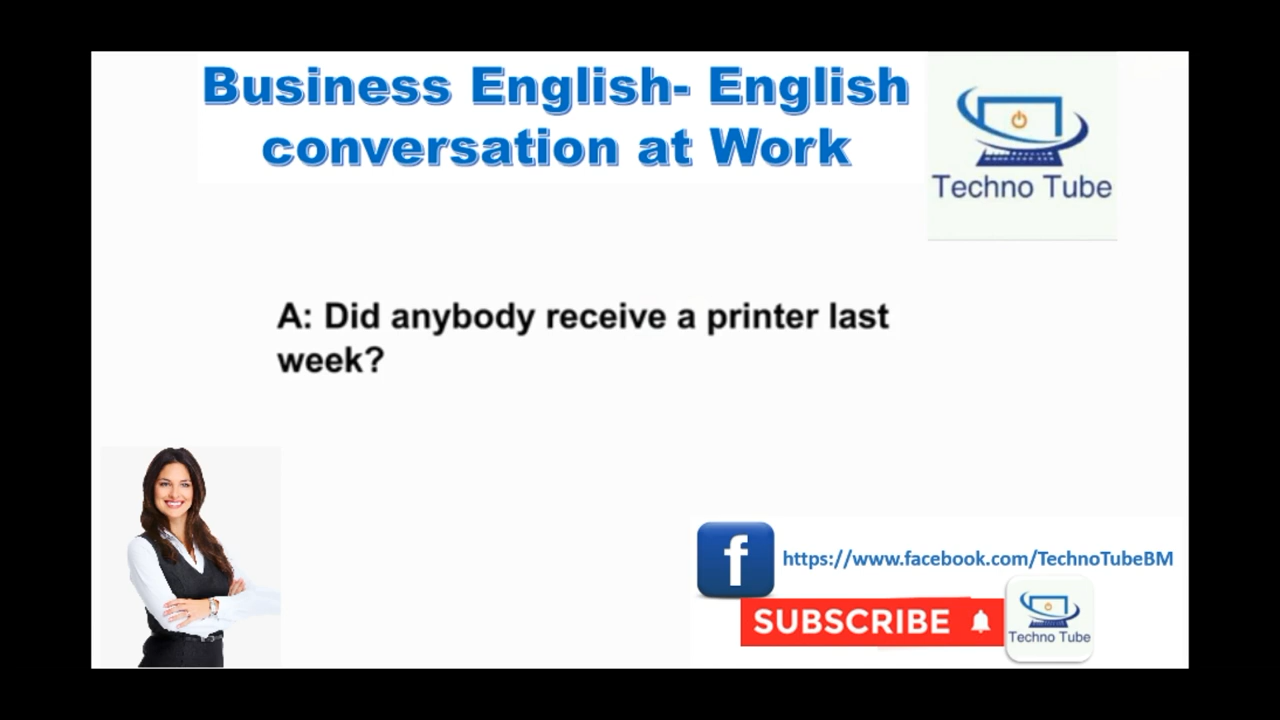 Business English- English
conversation at Work
Techno Tube
A: Did anybody receive a printer last
week?
f
https://www.facebook.com/TechnoTubeBM
SUBSCRIBE
Techno Tube